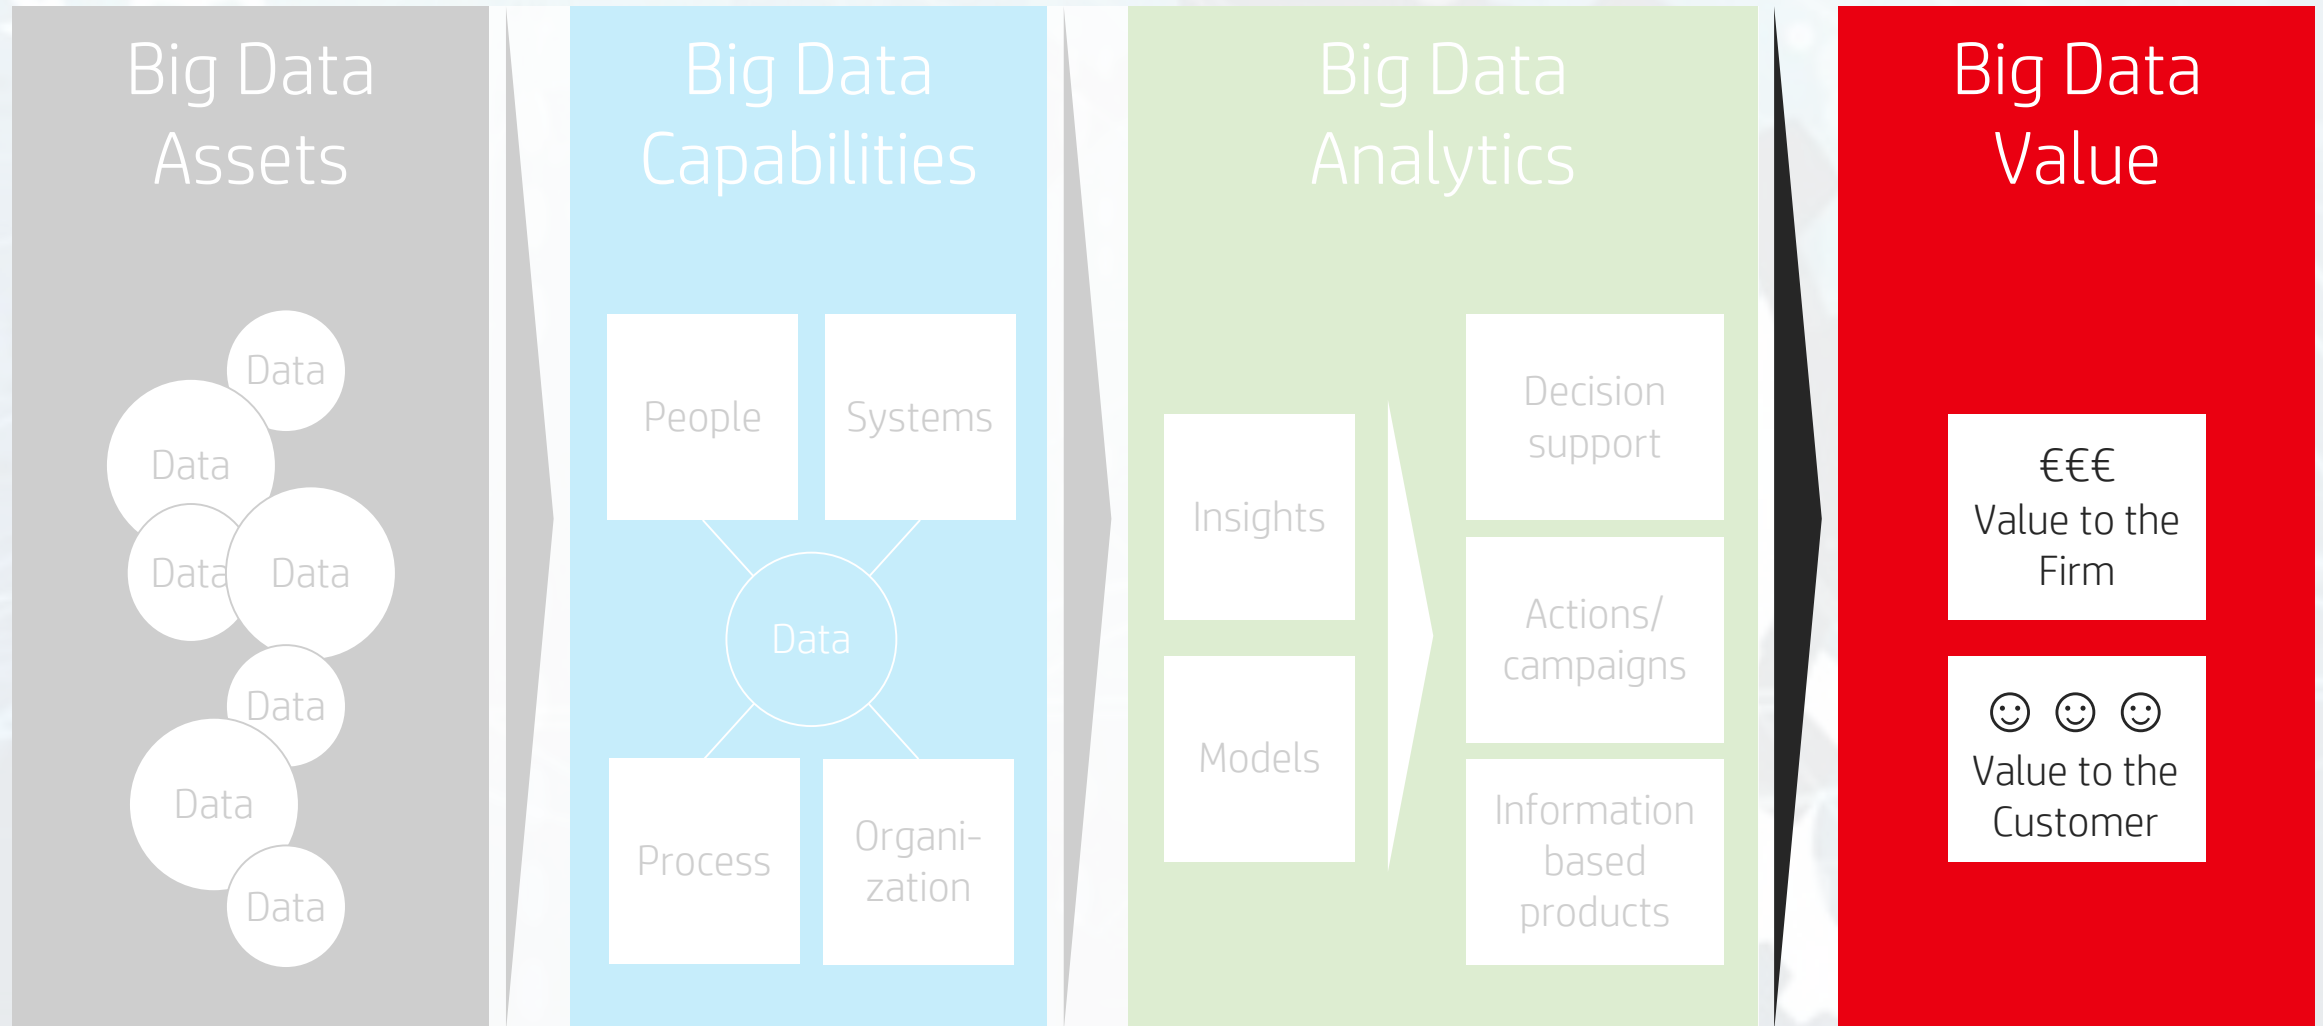 Big Data
Assets
Data
Data
Data
Data
Data
Data
Data
Big Data
Capabilities
People
Systems
Data
Process
Organi-
zation
Big Data
Analytics
Insights
Models
Decision
support
Actions/
campaigns
Information
based
products
Big Data
Value
€€€
Value to the
Firm
☺ ☺ ☺
Value to the
Customer